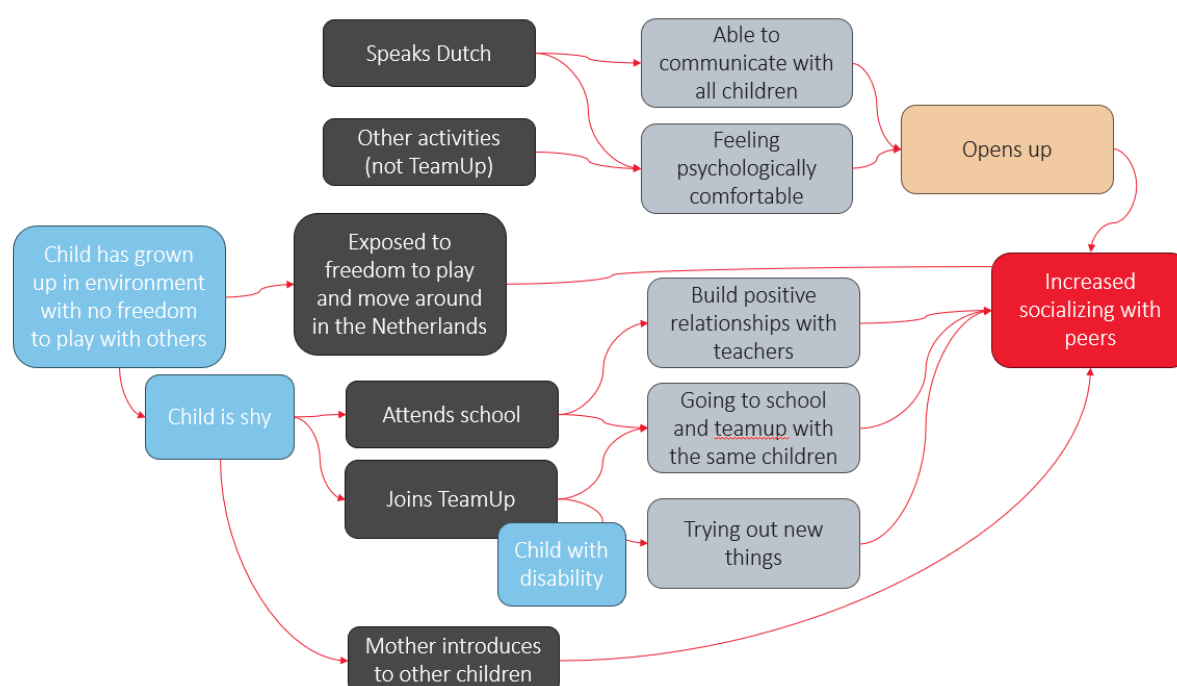 Speaks Dutch
Able to
communicate with
all children
Other activities
(not TeamUp)
Feeling
psychologically
comfortable
Opens up
Child has grown
up in environment
with no freedom
to play with others
Exposed to
freedom to play
and move around
in the Netherlands
Build positive
relationships with
teachers
Increased
socializing with
peers
Child is shy
Attends school
Going to school
and teamup with
the same children
Joins TeamUp
Child with
disability
Trying out new
things
Mother introduces
to other children